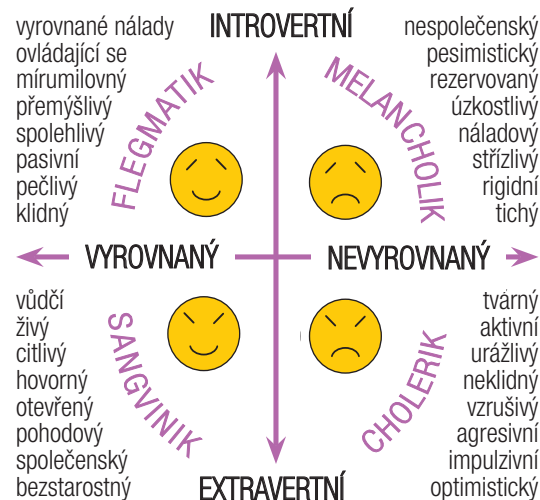 INTROVERTNÍ
vyrovnané nálady
ovládající se
mírumilovný
přemýšlivý
spolehlivý
pasivní
pečlivý
klidný
FLEGMATIK
MELANCHOLIK
nespolečenský
pesimistický
rezervovaný
úzkostlivý
náladový
střízlivý
rigidní
tichý
VYROVNANÝ
NEVYROVNANÝ
vůdčí
živý
citlivý
hovorný
otevřený
pohodový
společenský
bezstarostný
SANGVINIK
CHOLERIK
tvárný
aktivní
urážlivý
neklidný
vzrušivý
agresivní
impulzivní
optimistický
EXTRAVERTNÍ